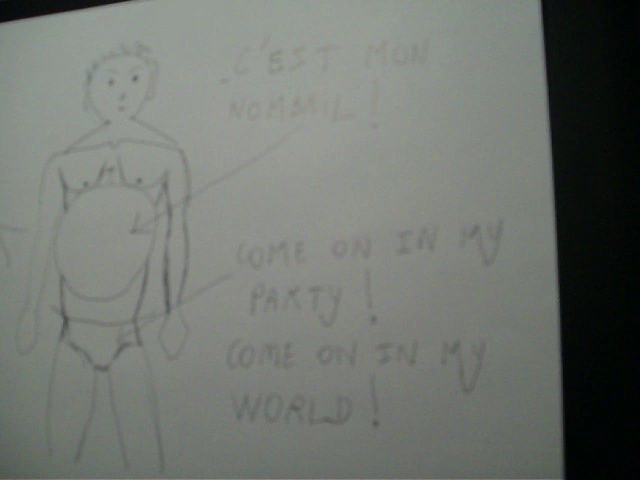 C'EST MON
NOMBRIL !
COME ON IN MY
PARTY !
COME ON IN MY
WORLD !